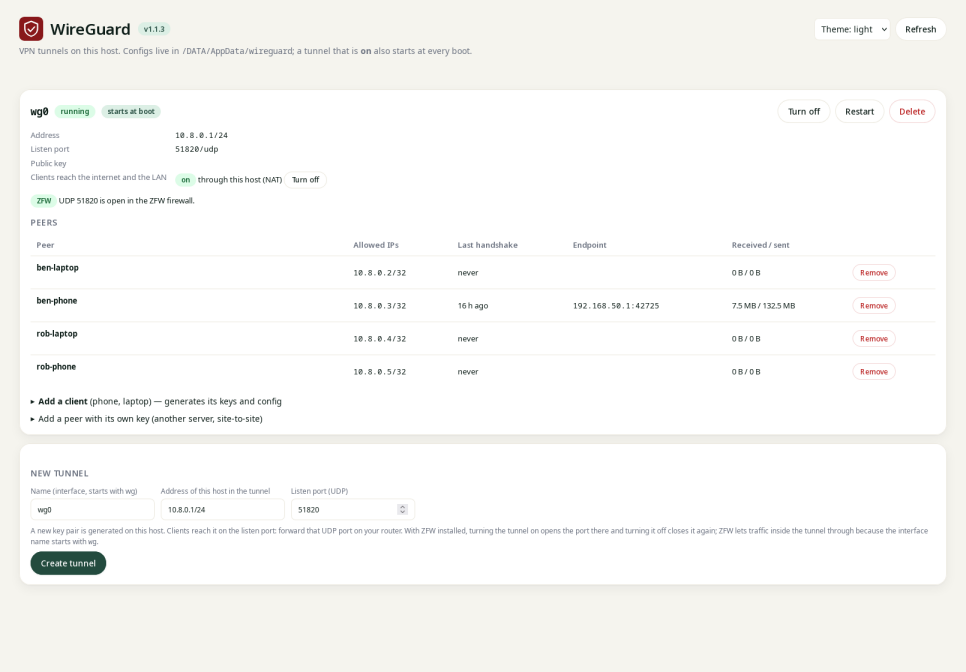 WireGuard v1.1.3
Theme: light
Refresh
VPN tunnels on this host. Configs live in /DATA/AppData/wireguard; a tunnel that is on also starts at every boot.
wg0 running starts at boot
Turn off
Restart
Delete
Address 10.8.0.1/24
Listen port 51820/udp
Public key
Clients reach the internet and the LAN on through this host (NAT) Turn off
ZFW UDP 51820 is open in the ZFW firewall.
PEERS
Peer Allowed IPs Last handshake Endpoint Received / sent
ben-laptop 10.8.0.2/32 never 0 B / 0 B Remove
ben-phone 10.8.0.3/32 16 h ago 192.168.50.1:42725 7.5 MB / 132.5 MB Remove
rob-laptop 10.8.0.4/32 never 0 B / 0 B Remove
rob-phone 10.8.0.5/32 never 0 B / 0 B Remove
▸ Add a client (phone, laptop) — generates its keys and config
▸ Add a peer with its own key (another server, site-to-site)
NEW TUNNEL
Name (interface, starts with wg) Address of this host in the tunnel Listen port (UDP)
wg0 10.8.0.1/24 51820
A new key pair is generated on this host. Clients reach it on the listen port: forward that UDP port on your router. With ZFW installed, turning the tunnel on opens the port there and turning it off closes it again; ZFW lets traffic inside the tunnel through because the interface
name starts with wg.
Create tunnel